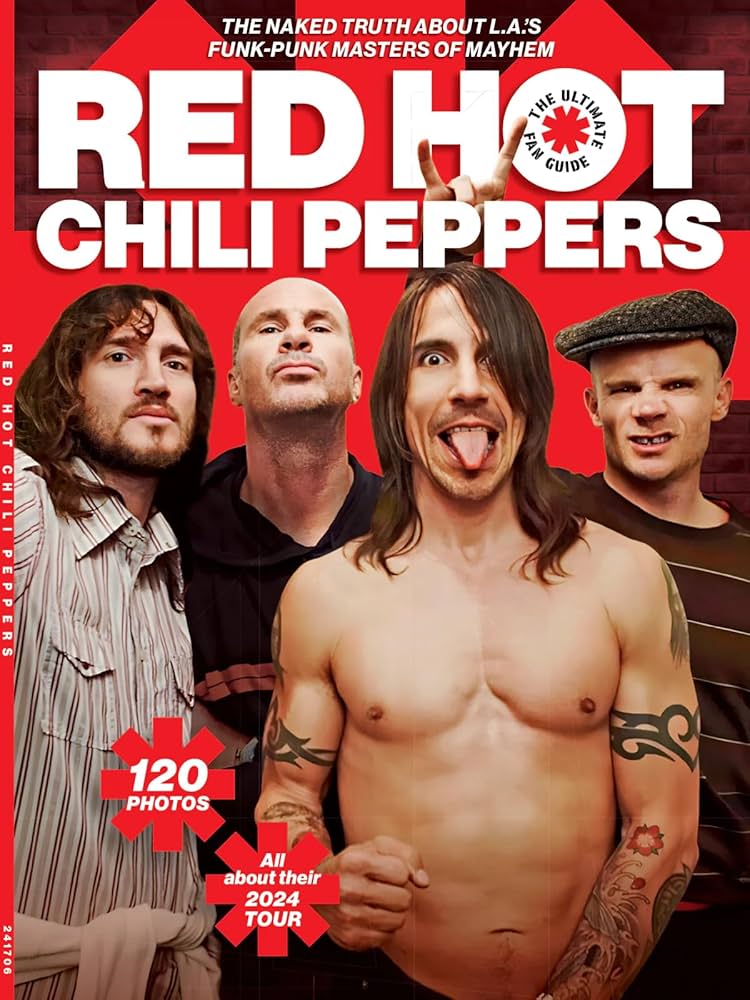 THE NAKED TRUTH ABOUT L.A.'S
FUNK-PUNK MASTERS OF MAYHEM
RED HOT
THE ULTIMATE
FAN GUIDE
CHILI PEPPERS
RED HOT CHILI PEPPERS
120
PHOTOS
All
about their
2024
TOUR
241706